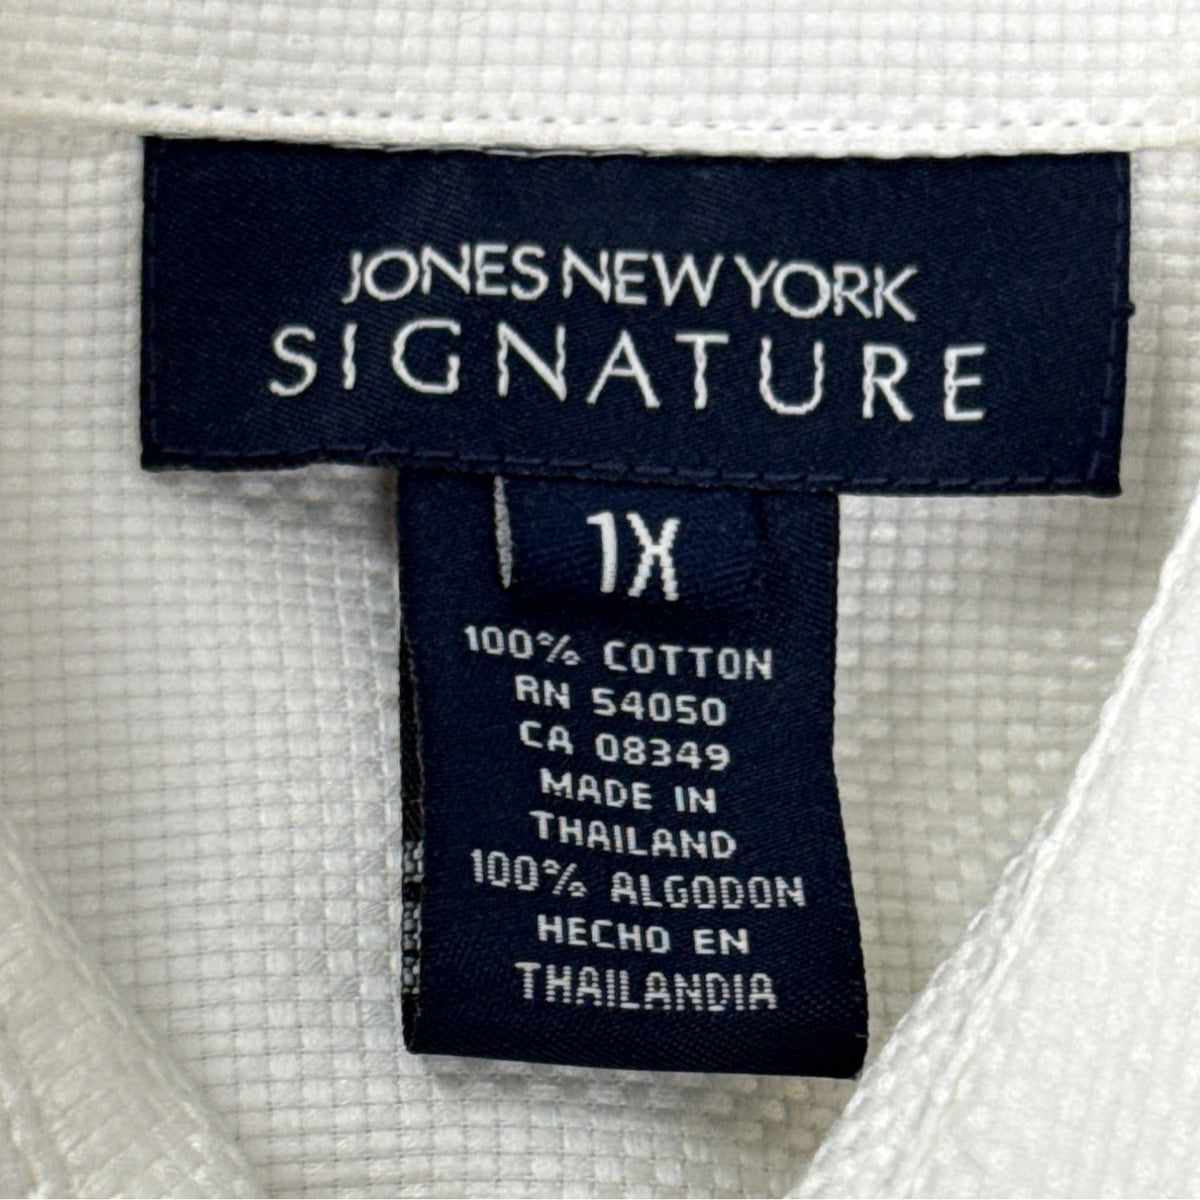 JONES NEW YORK
SIGNATURE
1X
100% COTTON
RN 54050
CA 08349
MADE IN
THAILAND
100% ALGODON
HECHO EN
THAILANDIA